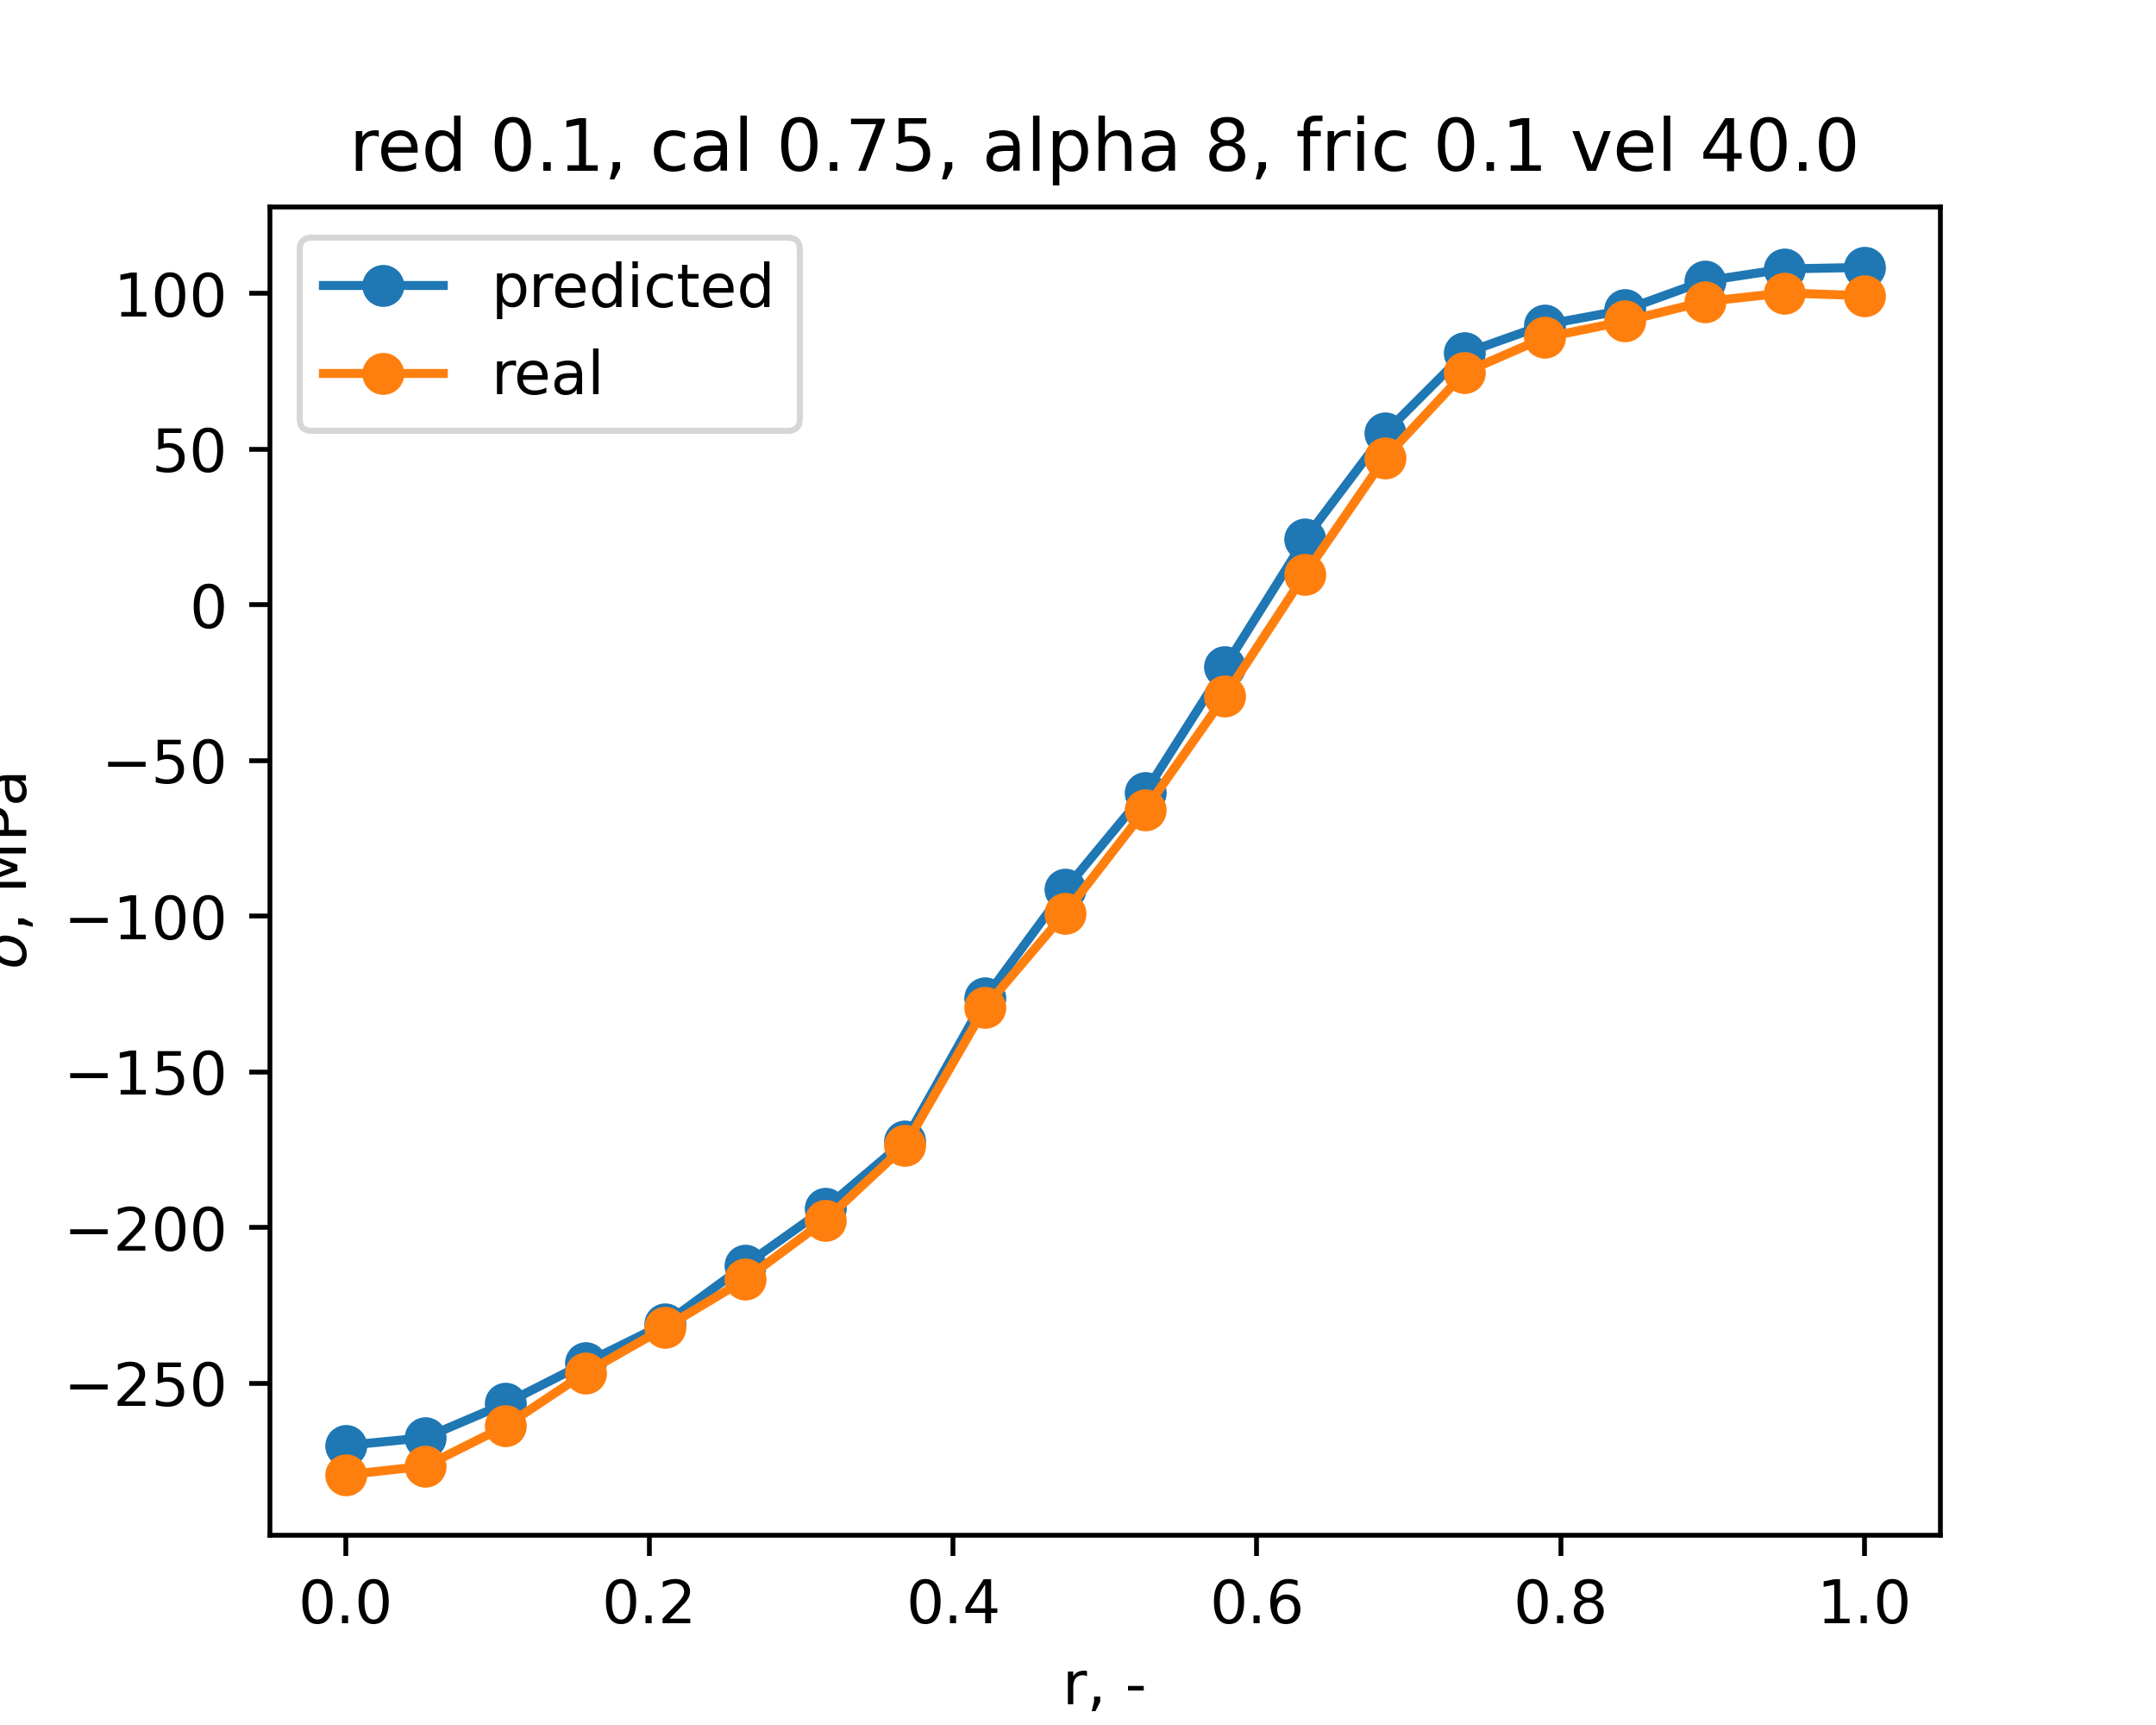 red 0.1, cal 0.75, alpha 8, fric 0.1 vel 40.0
predicted
real
100
50
0
−50
−100
−150
−200
−250
σ, MPa
0.0 0.2 0.4 0.6 0.8 1.0
r, -